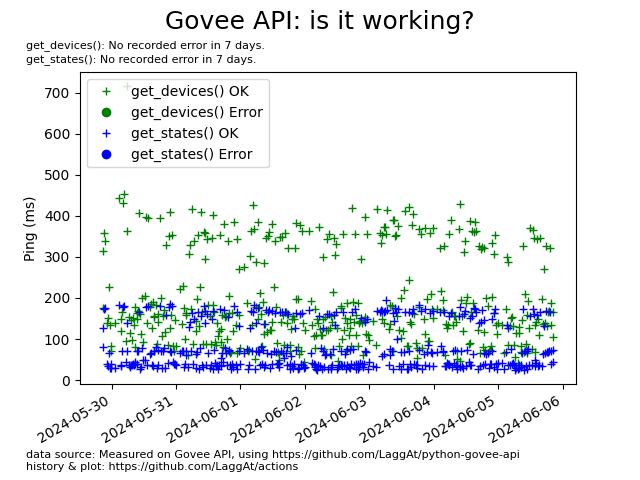 Govee API: is it working?
get_devices(): No recorded error in 7 days.
get_states(): No recorded error in 7 days.
get_devices() OK
get_devices() Error
get_states() OK
get_states() Error
Ping (ms)
700
600
500
400
300
200
100
0
2024-05-30
2024-05-31
2024-06-01
2024-06-02
2024-06-03
2024-06-04
2024-06-05
2024-06-06
data source: Measured on Govee API, using https://github.com/LaggAt/python-govee-api
history & plot: https://github.com/LaggAt/actions